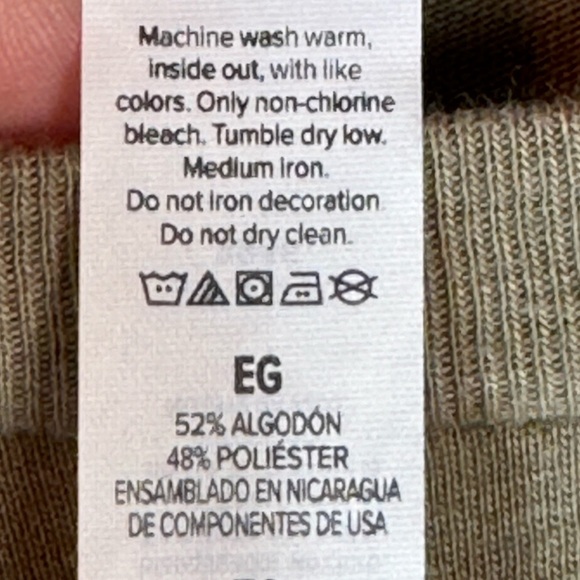 Machine wash warm,
inside out, with like
colors. Only non-chlorine
bleach. Tumble dry low.
Medium iron.
Do not iron decoration
Do not dry clean.
EG
52% ALGODÓN
48% POLIÉSTER
ENSAMBLADO EN NICARAGUA
DE COMPONENTES DE USA